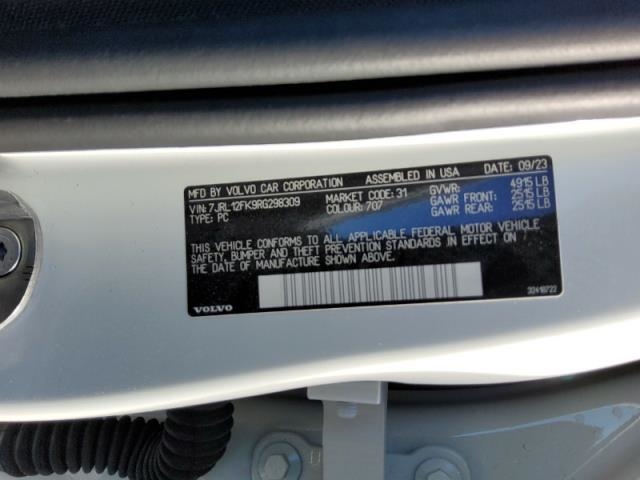 MFD BY VOLVO CAR CORPORATION ASSEMBLED IN USA DATE: 09/23
VIN: 7JRL12FK9RG298309 MARKET CODE: 31 GVWR: 4915 LB
TYPE: PC COLOUR: 707 GAWR FRONT: 2515 LB
GAWR REAR: 2515 LB
THIS VEHICLE CONFORMS TO ALL APPLICABLE FEDERAL MOTOR VEHICLE
SAFETY, BUMPER AND THEFT PREVENTION STANDARDS IN EFFECT ON
THE DATE OF MANUFACTURE SHOWN ABOVE.
VOLVO 32418722